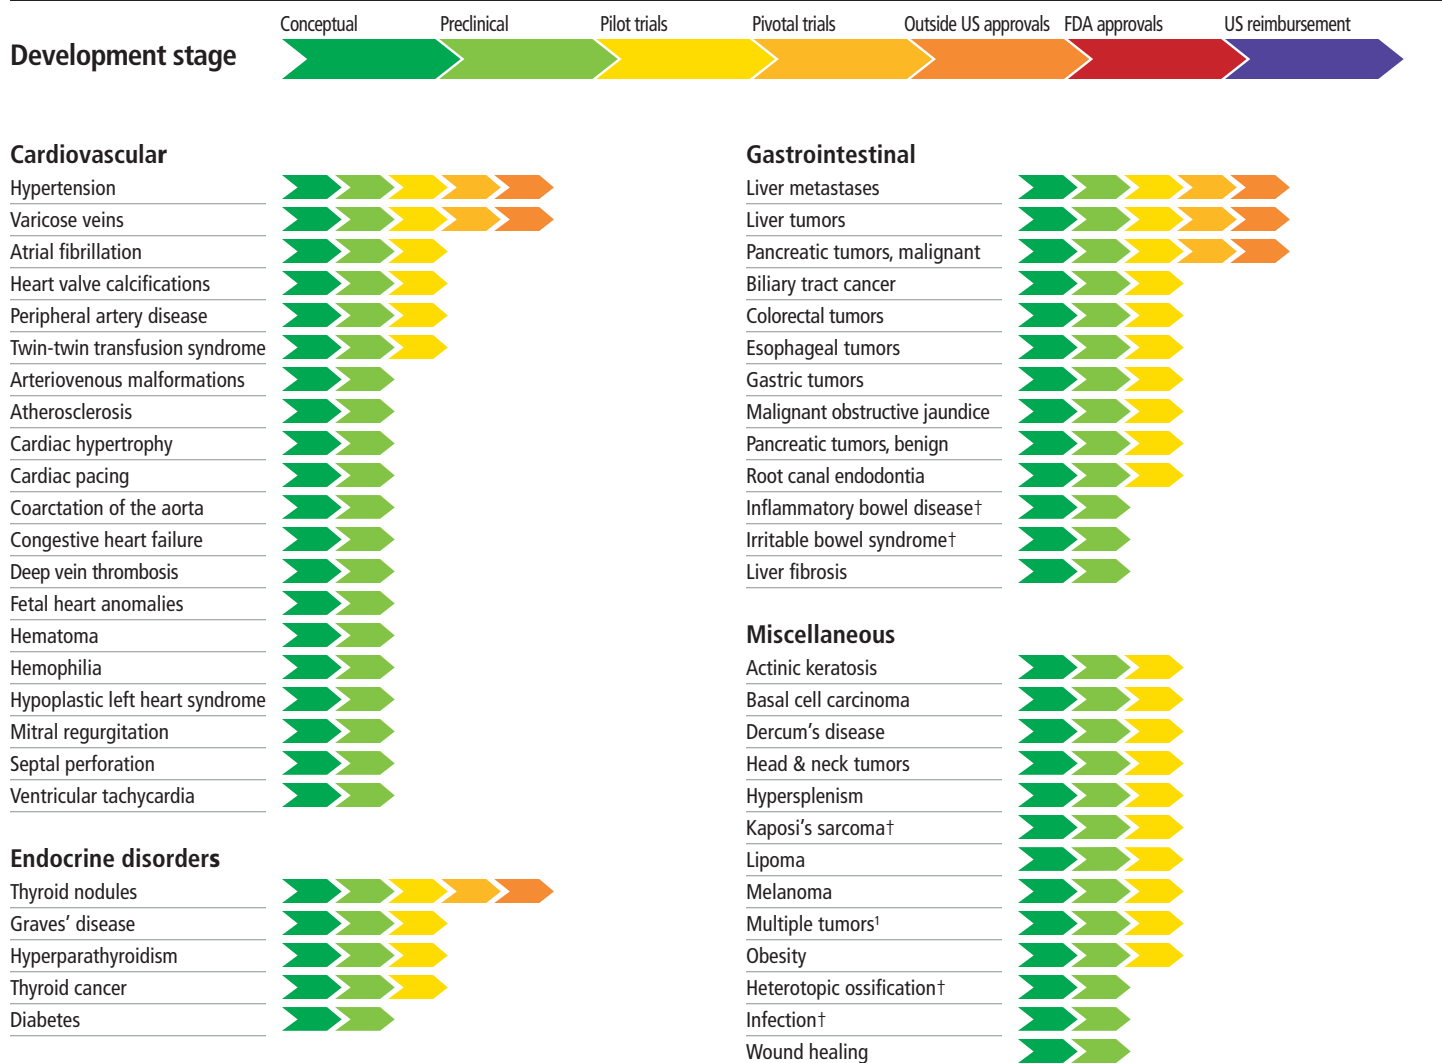 Conceptual Preclinical Pilot trials Pivotal trials Outside US approvals FDA approvals US reimbursement
Development stage
Cardiovascular
Hypertension
Varicose veins
Atrial fibrillation
Heart valve calcifications
Peripheral artery disease
Twin-twin transfusion syndrome
Arteriovenous malformations
Atherosclerosis
Cardiac hypertrophy
Cardiac pacing
Coarctation of the aorta
Congestive heart failure
Deep vein thrombosis
Fetal heart anomalies
Hematoma
Hemophilia
Hypoplastic left heart syndrome
Mitral regurgitation
Septal perforation
Ventricular tachycardia
Endocrine disorders
Thyroid nodules
Graves’ disease
Hyperparathyroidism
Thyroid cancer
Diabetes
Gastrointestinal
Liver metastases
Liver tumors
Pancreatic tumors, malignant
Biliary tract cancer
Colorectal tumors
Esophageal tumors
Gastric tumors
Malignant obstructive jaundice
Pancreatic tumors, benign
Root canal endodontia
Inflammatory bowel disease†
Irritable bowel syndrome†
Liver fibrosis
Miscellaneous
Actinic keratosis
Basal cell carcinoma
Dercum’s disease
Head & neck tumors
Hypersplenism
Kaposi’s sarcoma†
Lipoma
Melanoma
Multiple tumors¹
Obesity
Heterotopic ossification†
Infection†
Wound healing